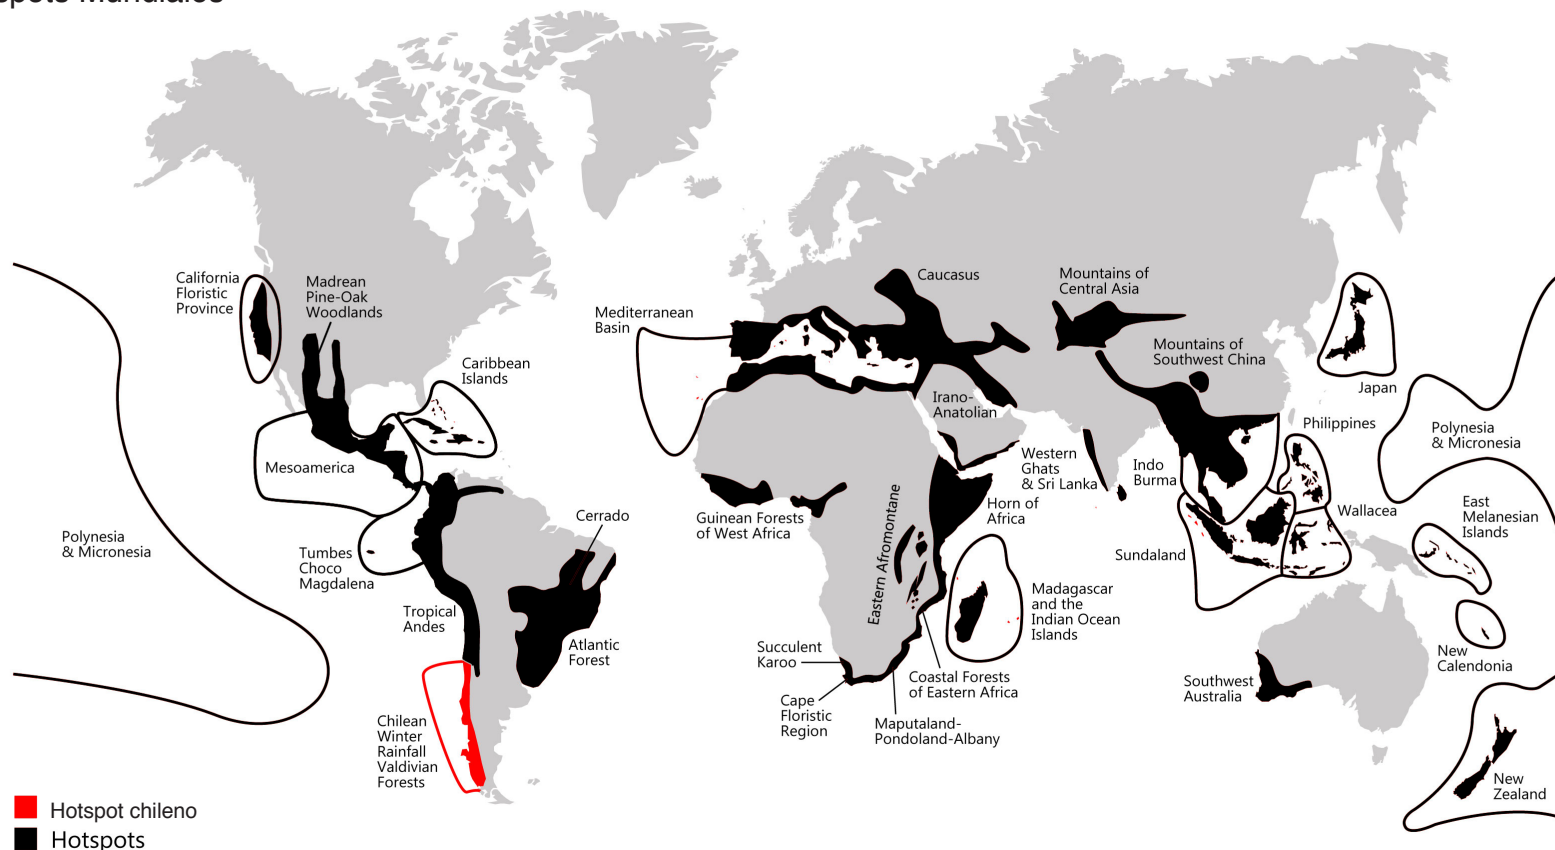 spots Mundiales
California
Floristic
Province
Madrean
Pine-Oak
Woodlands
Caribbean
Islands
Mesoamerica
Polynesia
& Micronesia
Tumbes
Choco
Magdalena
Cerrado
Tropical
Andes
Atlantic
Forest
Chilean
Winter
Rainfall
Valdivian
Forests
Mediterranean
Basin
Caucasus
Mountains of
Central Asia
Mountains of
Southwest China
Irano-
Anatolian
Japan
Philippines
Polynesia
& Micronesia
Western
Ghats
& Sri Lanka
Indo
Burma
Guinean Forests
of West Africa
Eastern Afromontane
Horn of
Africa
Wallacea
East
Melanesian
Islands
Sundaland
Madagascar
and the
Indian Ocean
Islands
Succulent
Karoo
Coastal Forests
of Eastern Africa
Cape
Floristic
Region
Maputaland-
Pondoland-Albany
Southwest
Australia
New
Calendonia
New
Zealand
Hotspot chileno
Hotspots